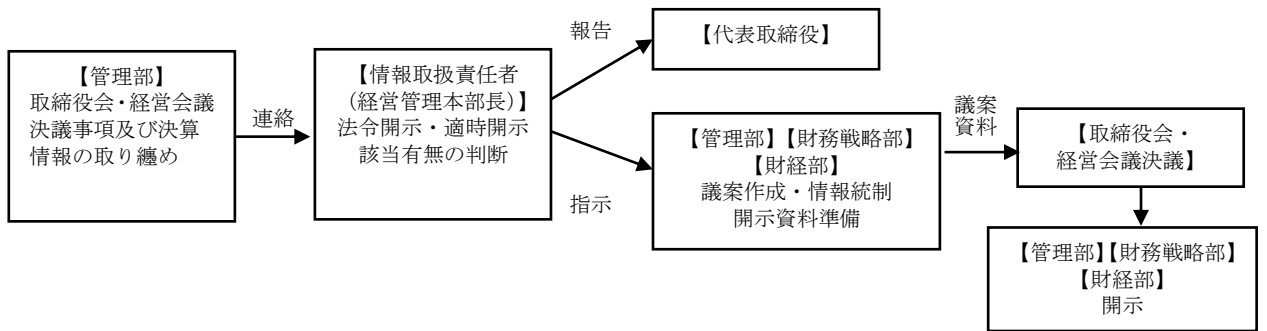 【管理部】
取締役会・経営会議
決議事項及び決算
情報の取り纏め
連絡
【情報取扱責任者
（経営管理本部長）】
法令開示・適時開示
該当有無の判断
報告
【代表取締役】
指示
【管理部】【財務戦略部】
【財経部】
議案作成・情報統制
開示資料準備
議案
資料
【取締役会・
経営会議決議】
【管理部】【財務戦略部】
【財経部】
開示